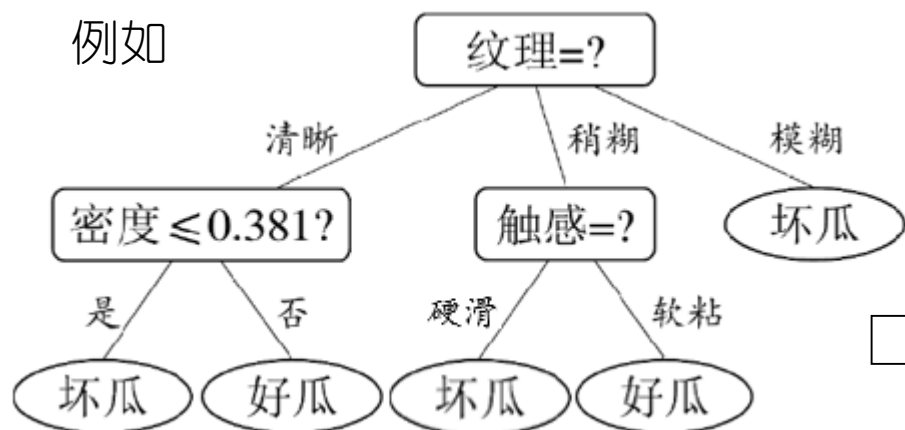 例如
纹理=?
清晰 稍糊 模糊
密度≤0.381? 触感=? 坏瓜
是 否 硬滑 软粘
坏瓜 好瓜 坏瓜 好瓜